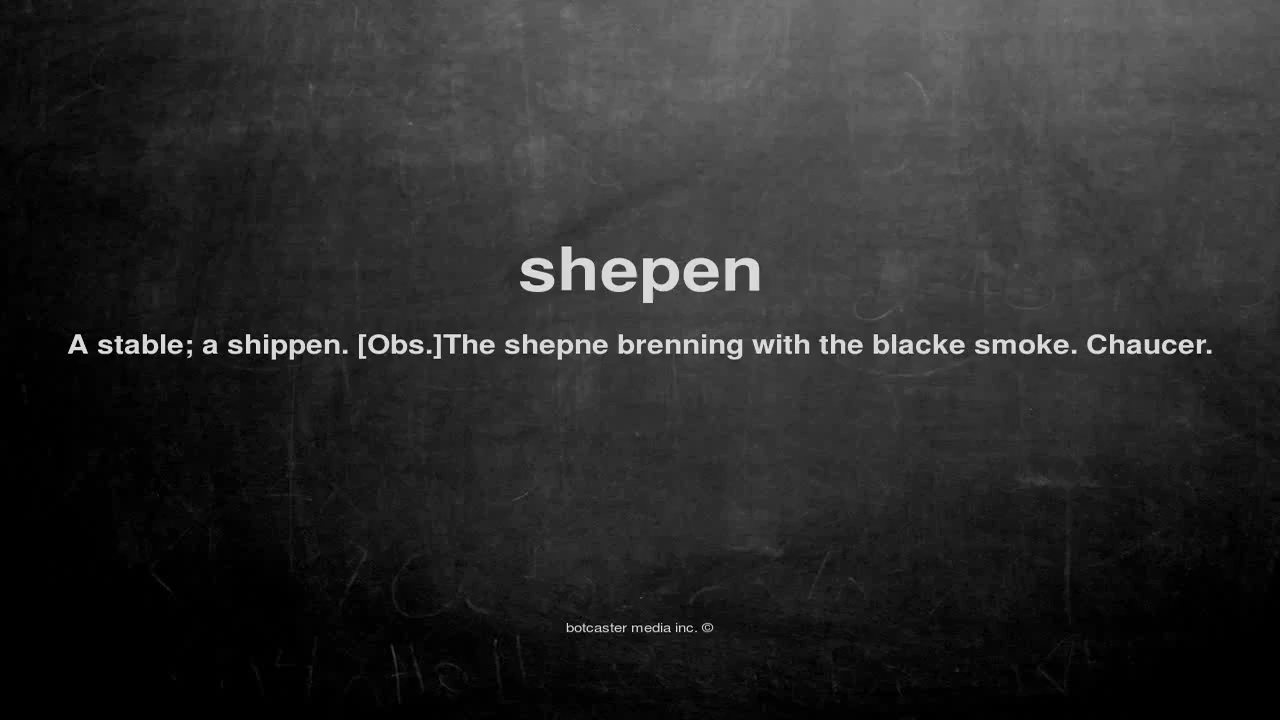 shepen
A stable; a shippen. [Obs.]The shepne brenning with the blacke smoke. Chaucer.
botcaster media inc. ©